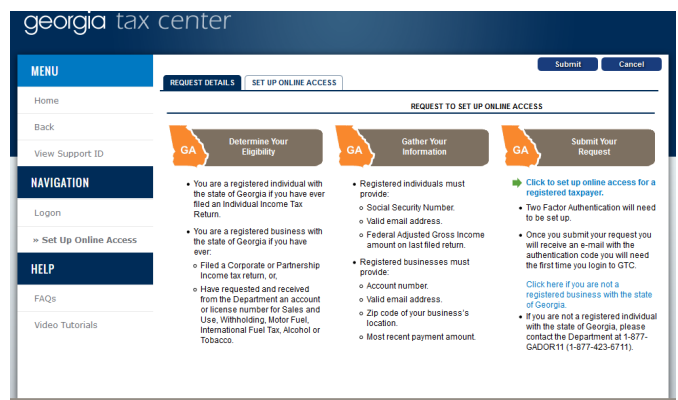 georgia tax center
MENU
Home
Back
View Support ID
NAVIGATION
Logon
» Set Up Online Access
HELP
FAQs
Video Tutorials
Submit
Cancel
REQUEST DETAILS
SET UP ONLINE ACCESS
REQUEST TO SET UP ONLINE ACCESS
GA
Determine Your
Eligibility
• You are a registered individual with
the state of Georgia if you have ever
filed an Individual Income Tax
Return.
• You are a registered business with
the state of Georgia if you have
ever:
o Filed a Corporate or Partnership
Income tax return, or,
o Have requested and received
from the Department an account
or license number for Sales and
Use, Withholding, Motor Fuel,
International Fuel Tax, Alcohol or
Tobacco.
GA
Gather Your
Information
• Registered individuals must
provide:
o Social Security Number.
o Valid email address.
o Federal Adjusted Gross Income
amount on last filed return.
• Registered businesses must
provide:
o Account number.
o Valid email address.
o Zip code of your business's
location.
o Most recent payment amount.
GA
Submit Your
Request
Click to set up online access for a
registered taxpayer.
• Two Factor Authentication will need
to be set up.
• Once you submit your request you
will receive an e-mail with the
authentication code you will need
the first time you login to GTC.
Click here if you are not a
registered business with the state
of Georgia.
• If you are not a registered individual
with the state of Georgia, please
contact the Department at 1-877-
GADOR11 (1-877-423-6711).